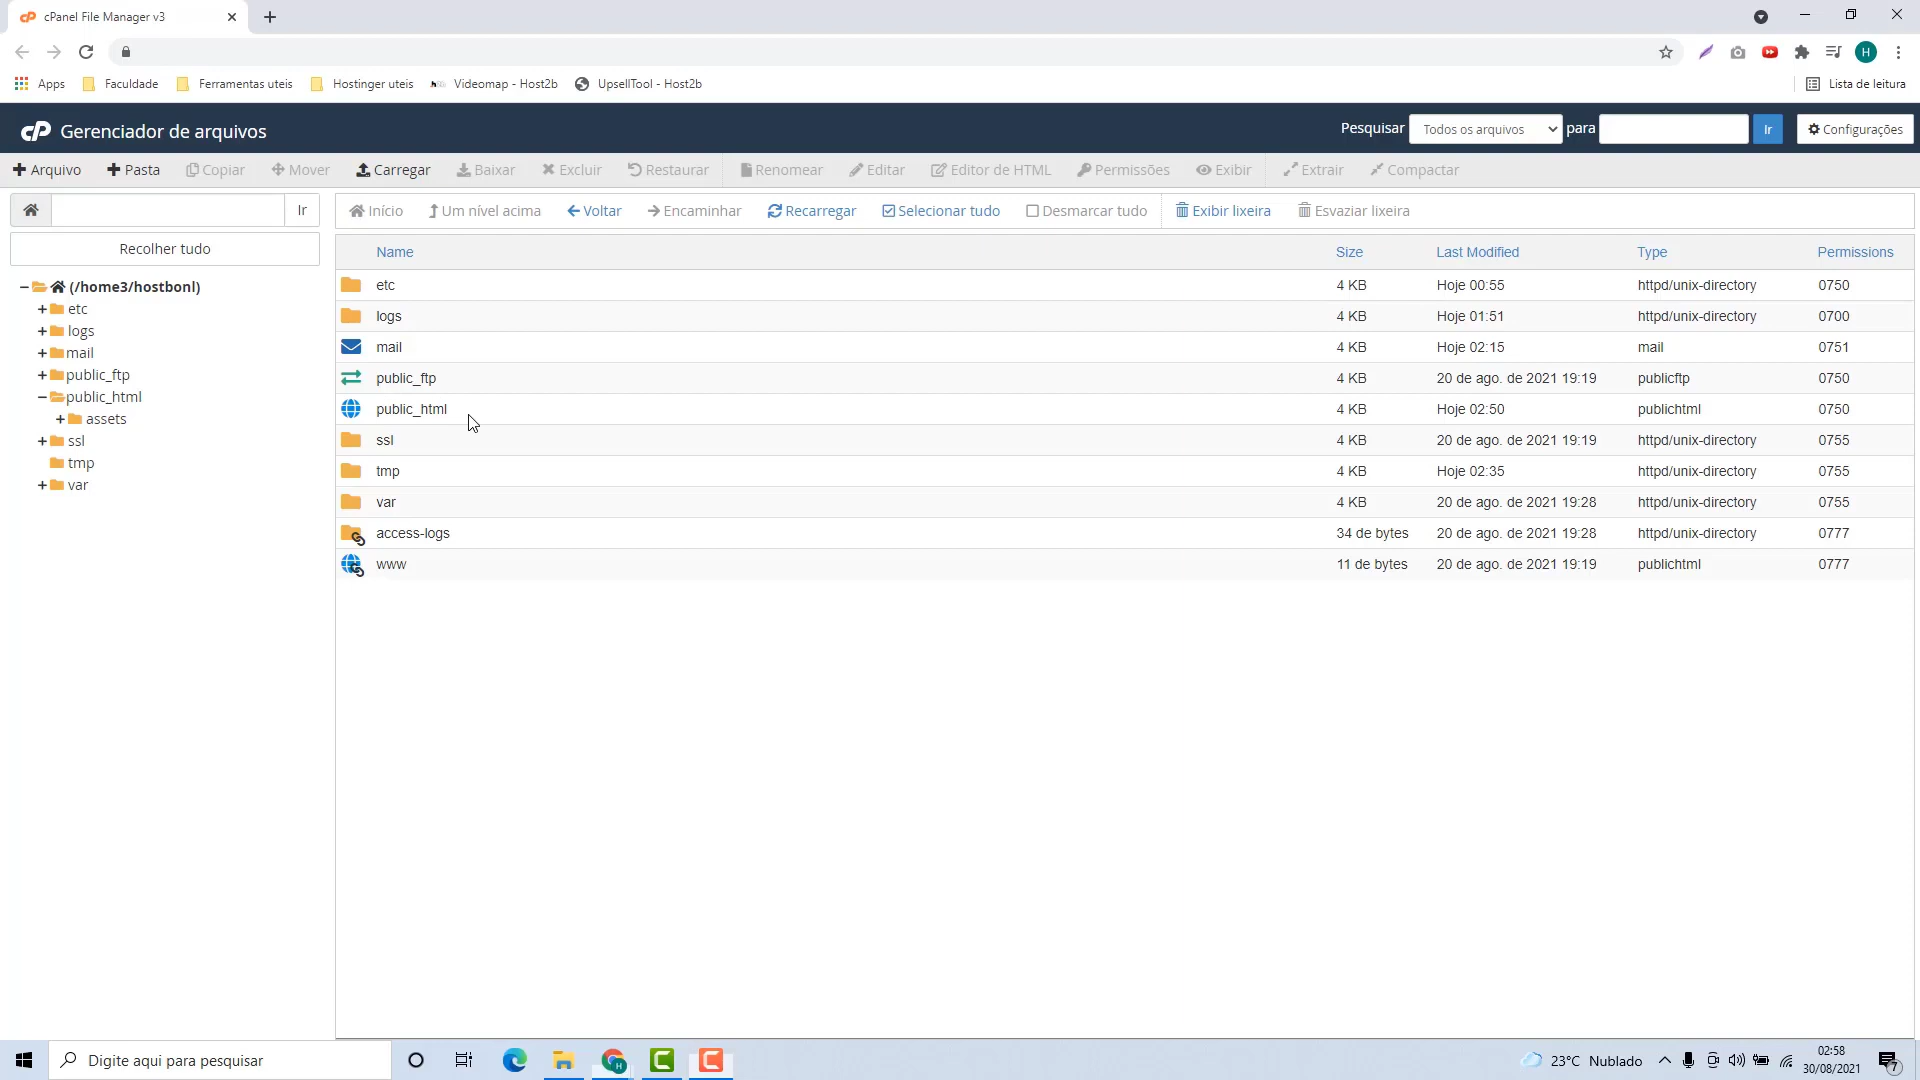 cPanel File Manager v3
Apps Faculdade Ferramentas uteis Hostinger uteis Videomap - Host2b UpsellTool - Host2b Lista de leitura
H
cP Gerenciador de arquivos Pesquisar Todos os arquivos para Ir Configurações
Arquivo Pasta Copiar Mover Carregar Baixar Excluir Restaurar Renomear Editar Editor de HTML Permissões Exibir Extrair Compactar
Ir Início Um nível acima Voltar Encaminhar Recarregar Selecionar tudo Desmarcar tudo Exibir lixeira Esvaziar lixeira
Recolher tudo
(/home3/hostbonl)
etc
logs
mail
public_ftp
public_html
assets
ssl
tmp
var
Name Size Last Modified Type Permissions
etc 4 KB Hoje 00:55 httpd/unix-directory 0750
logs 4 KB Hoje 01:51 httpd/unix-directory 0700
mail 4 KB Hoje 02:15 mail 0751
public_ftp 4 KB 20 de ago. de 2021 19:19 publicftp 0750
public_html 4 KB Hoje 02:50 publichtml 0750
ssl 4 KB 20 de ago. de 2021 19:19 httpd/unix-directory 0755
tmp 4 KB Hoje 02:35 httpd/unix-directory 0755
var 4 KB 20 de ago. de 2021 19:28 httpd/unix-directory 0755
access-logs 34 de bytes 20 de ago. de 2021 19:28 httpd/unix-directory 0777
www 11 de bytes 20 de ago. de 2021 19:19 publichtml 0777
Digite aqui para pesquisar
23°C Nublado
02:58
30/08/2021
7